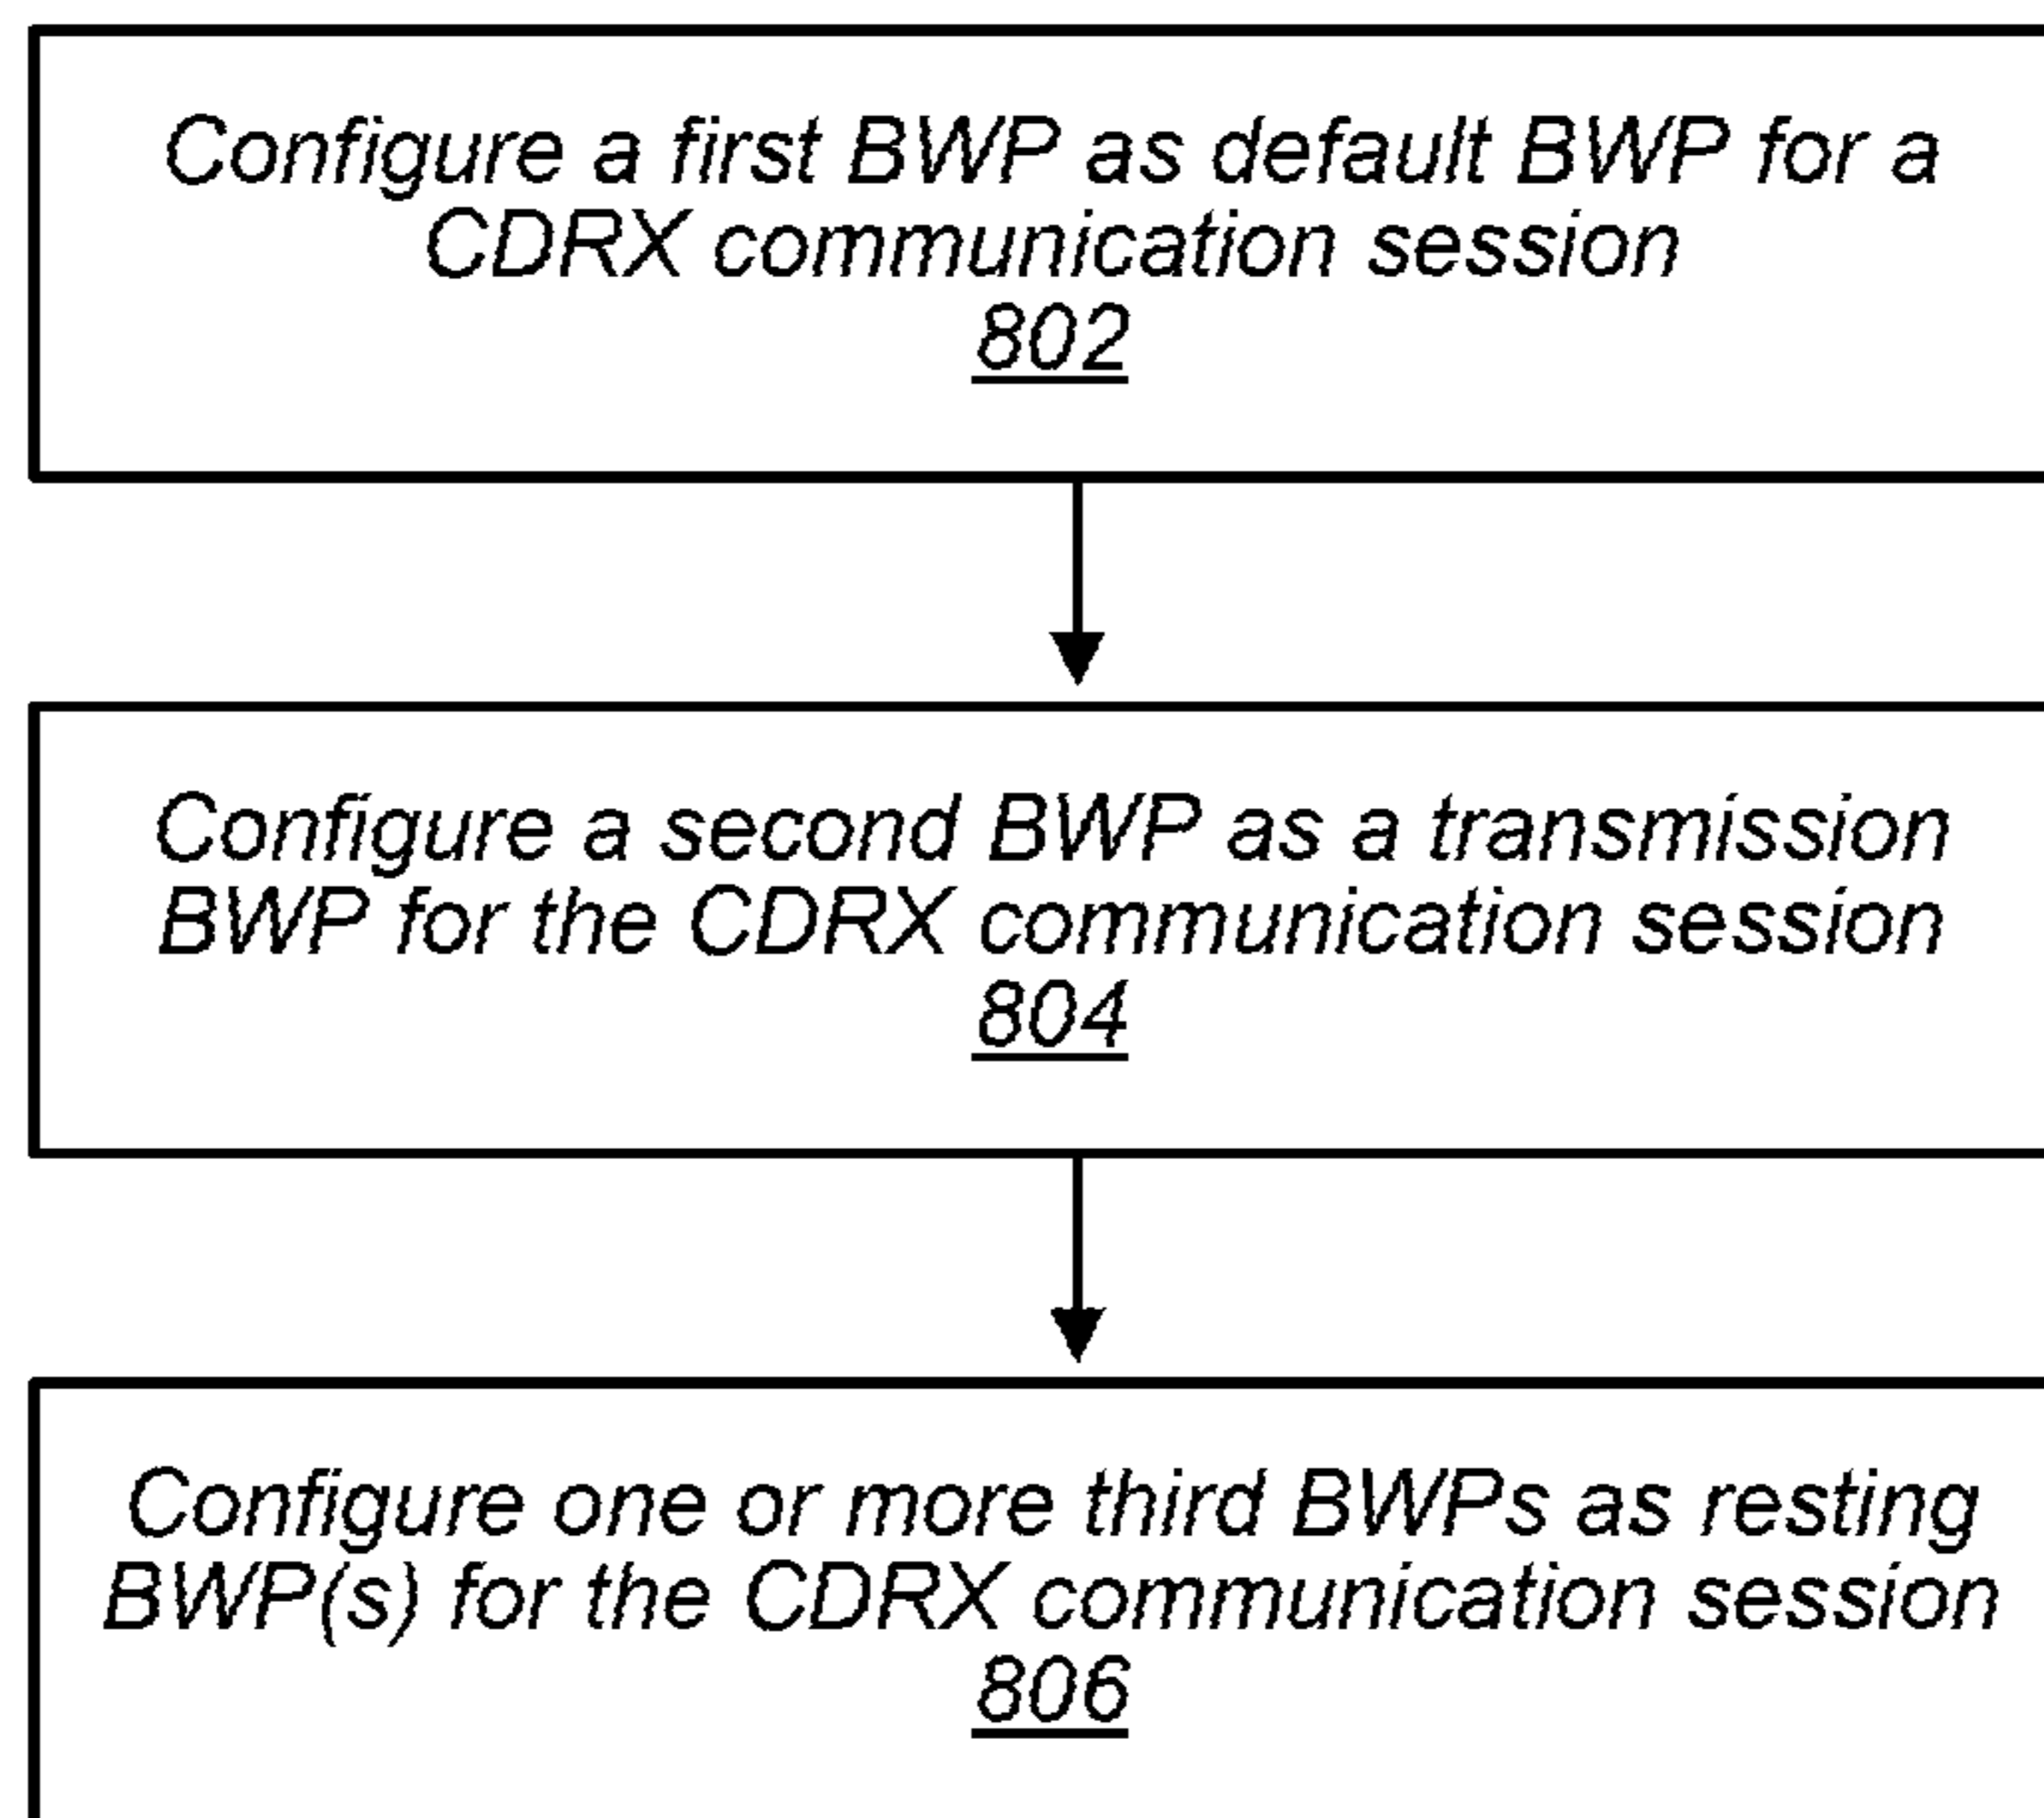 Configure a first BWP as default BWP for a
CDRX communication session
802
Configure a second BWP as a transmission
BWP for the CDRX communication session
804
Configure one or more third BWPs as resting
BWP(s) for the CDRX communication session
806